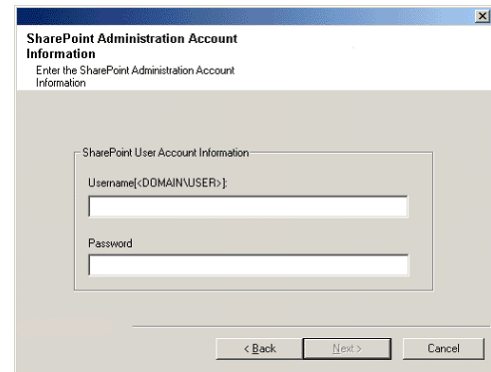 SharePoint Administration Account
Information
Enter the SharePoint Administration Account
Information
SharePoint User Account Information
Username[<DOMAIN\USER>]:
Password
< Back
Next >
Cancel